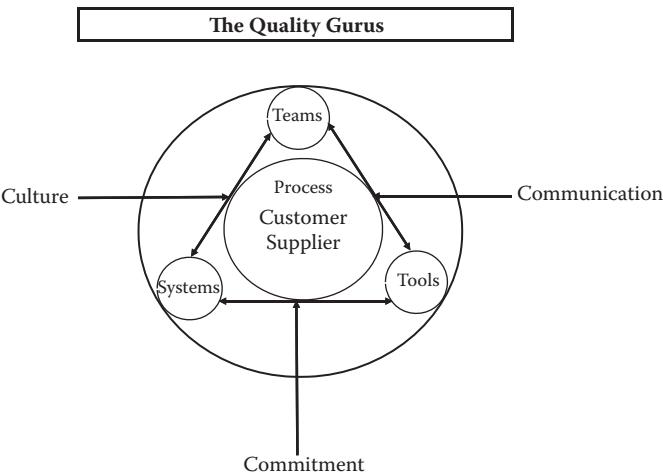 The Quality Gurus
Teams
Process
Culture
Communication
Customer
Supplier
Systems
Tools
Commitment